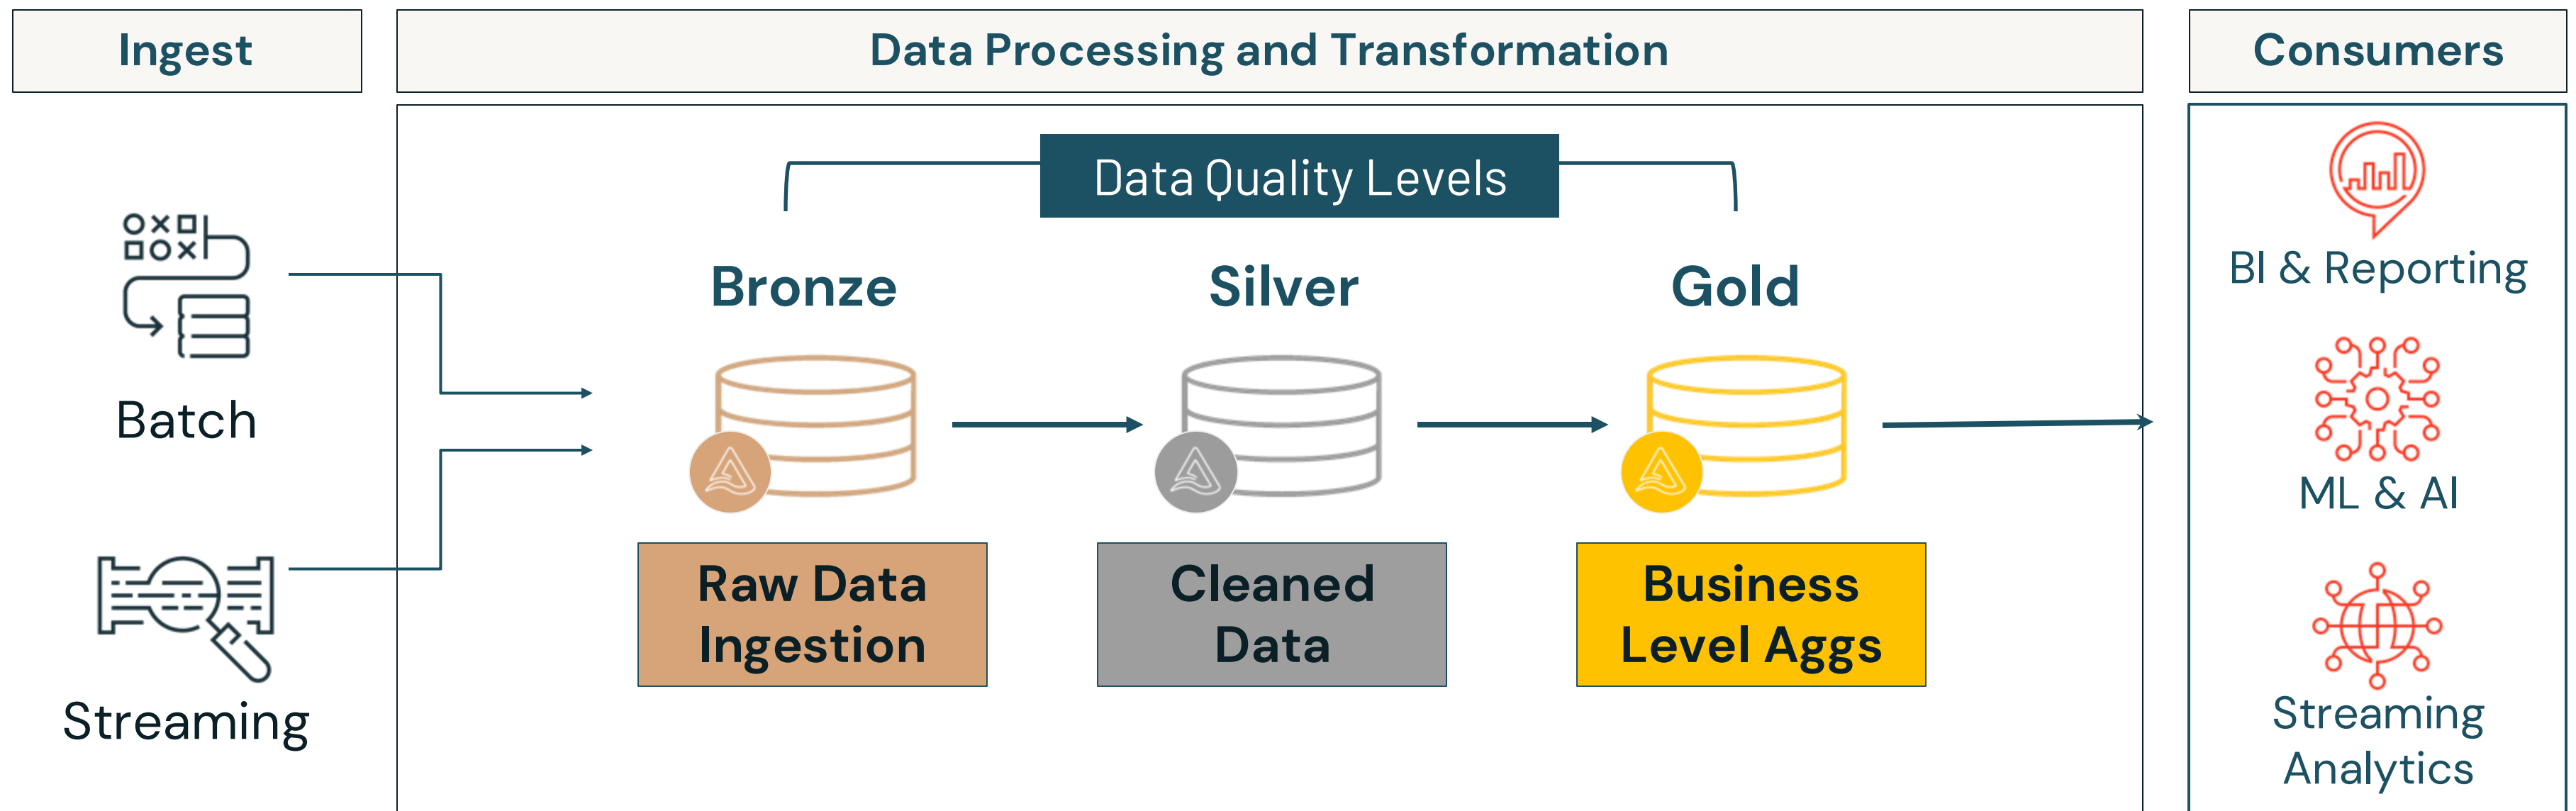 Ingest
Data Processing and Transformation
Consumers
Data Quality Levels
Batch
Streaming
Bronze
Silver
Gold
Raw Data
Ingestion
Cleaned
Data
Business
Level Aggs
BI & Reporting
ML & AI
Streaming
Analytics